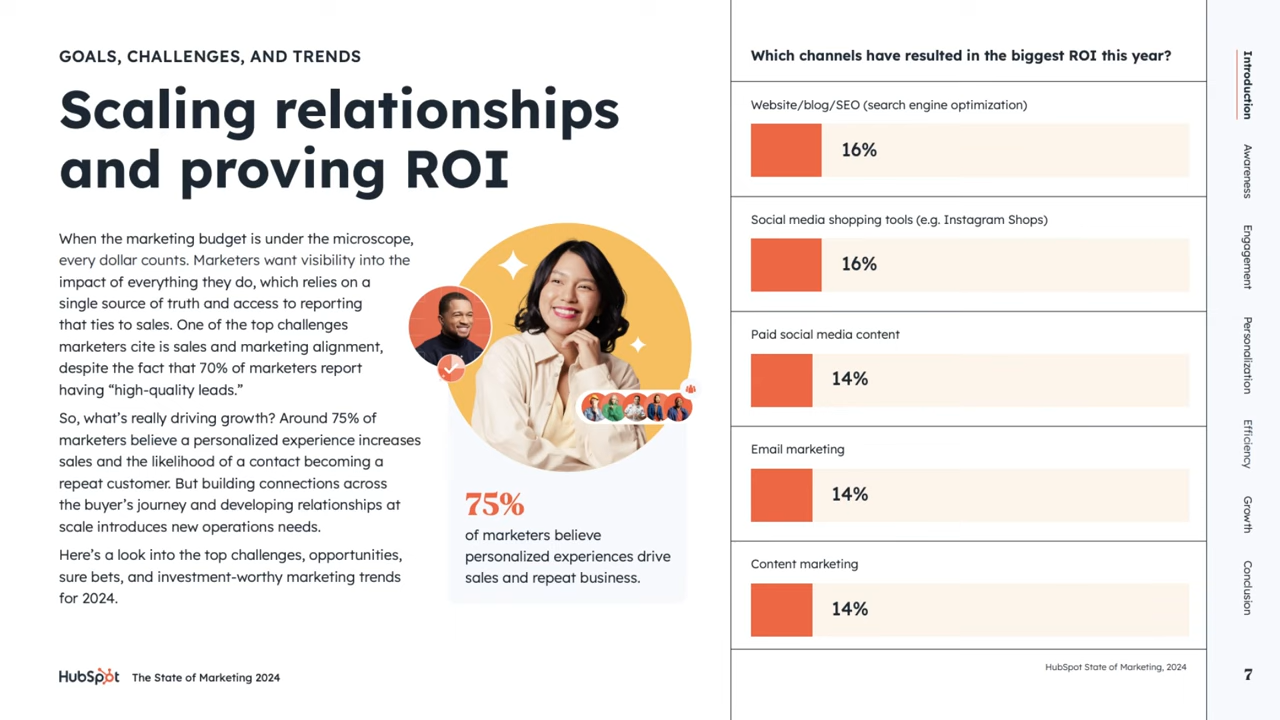 GOALS, CHALLENGES, AND TRENDS
Scaling relationships
and proving ROI
When the marketing budget is under the microscope,
every dollar counts. Marketers want visibility into the
impact of everything they do, which relies on a
single source of truth and access to reporting
that ties to sales. One of the top challenges
marketers cite is sales and marketing alignment,
despite the fact that 70% of marketers report
having “high-quality leads.”
So, what’s really driving growth? Around 75% of
marketers believe a personalized experience increases
sales and the likelihood of a contact becoming a
repeat customer. But building connections across
the buyer’s journey and developing relationships at
scale introduces new operations needs.
Here’s a look into the top challenges, opportunities,
sure bets, and investment-worthy marketing trends
for 2024.
75%
of marketers believe
personalized experiences drive
sales and repeat business.
HubSpot The State of Marketing 2024
Which channels have resulted in the biggest ROI this year?
Website/blog/SEO (search engine optimization)
16%
Social media shopping tools (e.g. Instagram Shops)
16%
Paid social media content
14%
Email marketing
14%
Content marketing
14%
HubSpot State of Marketing, 2024
Introduction
Awareness
Engagement
Personalization
Efficiency
Growth
Conclusion
7